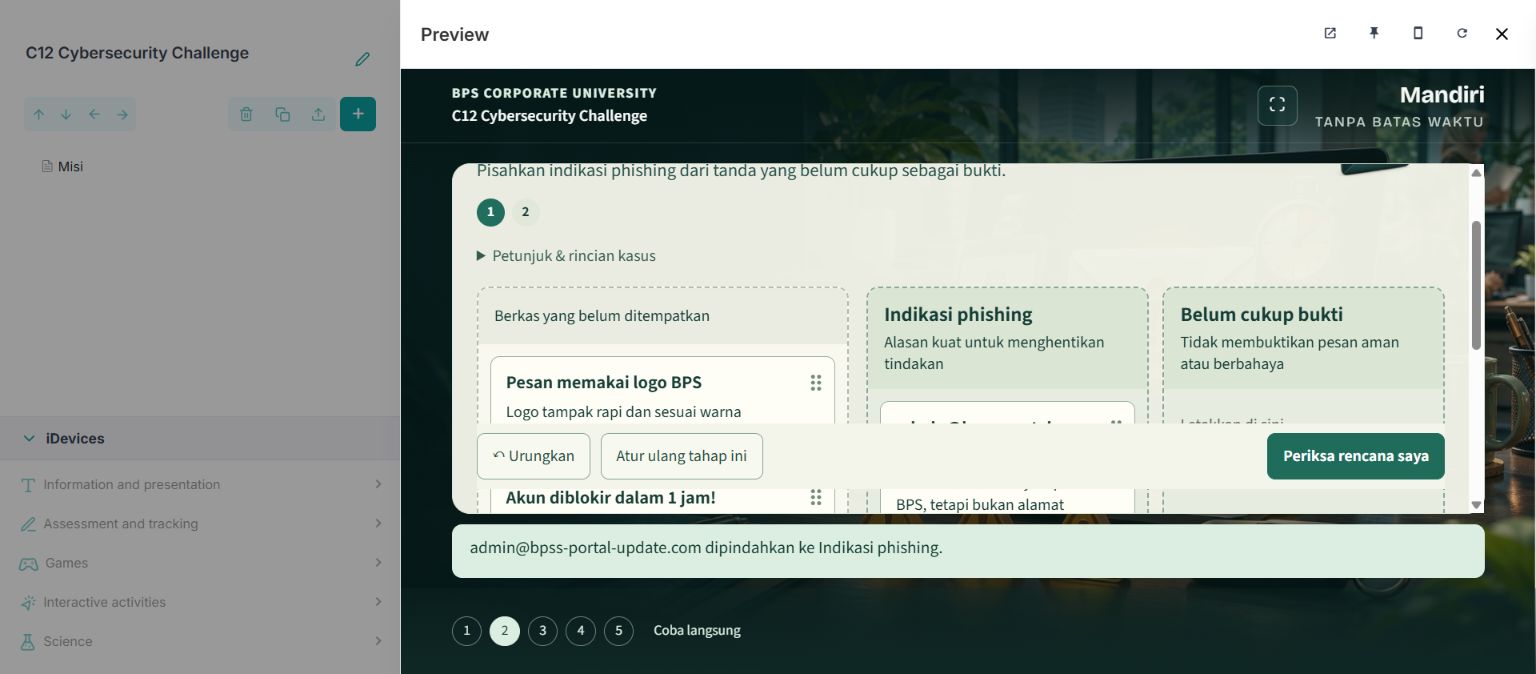 C12 Cybersecurity Challenge
Misi
iDevices
Information and presentation
Assessment and tracking
Games
Interactive activities
Science
Preview
BPS CORPORATE UNIVERSITY
C12 Cybersecurity Challenge
Mandiri
TANPA BATAS WAKTU
Pisahkan indikasi phishing dari tanda yang belum cukup sebagai bukti.
1 2
Petunjuk & rincian kasus
Berkas yang belum ditempatkan
Pesan memakai logo BPS
Logo tampak rapi dan sesuai warna
Akun diblokir dalam 1 jam!
Indikasi phishing
Alasan kuat untuk menghentikan
tindakan
BPS, tetapi bukan alamat
Belum cukup bukti
Tidak membuktikan pesan aman
atau berbahaya
Urungkan
Atur ulang tahap ini
Periksa rencana saya
admin@bpss-portal-update.com dipindahkan ke Indikasi phishing.
1 2 3 4 5 Coba langsung